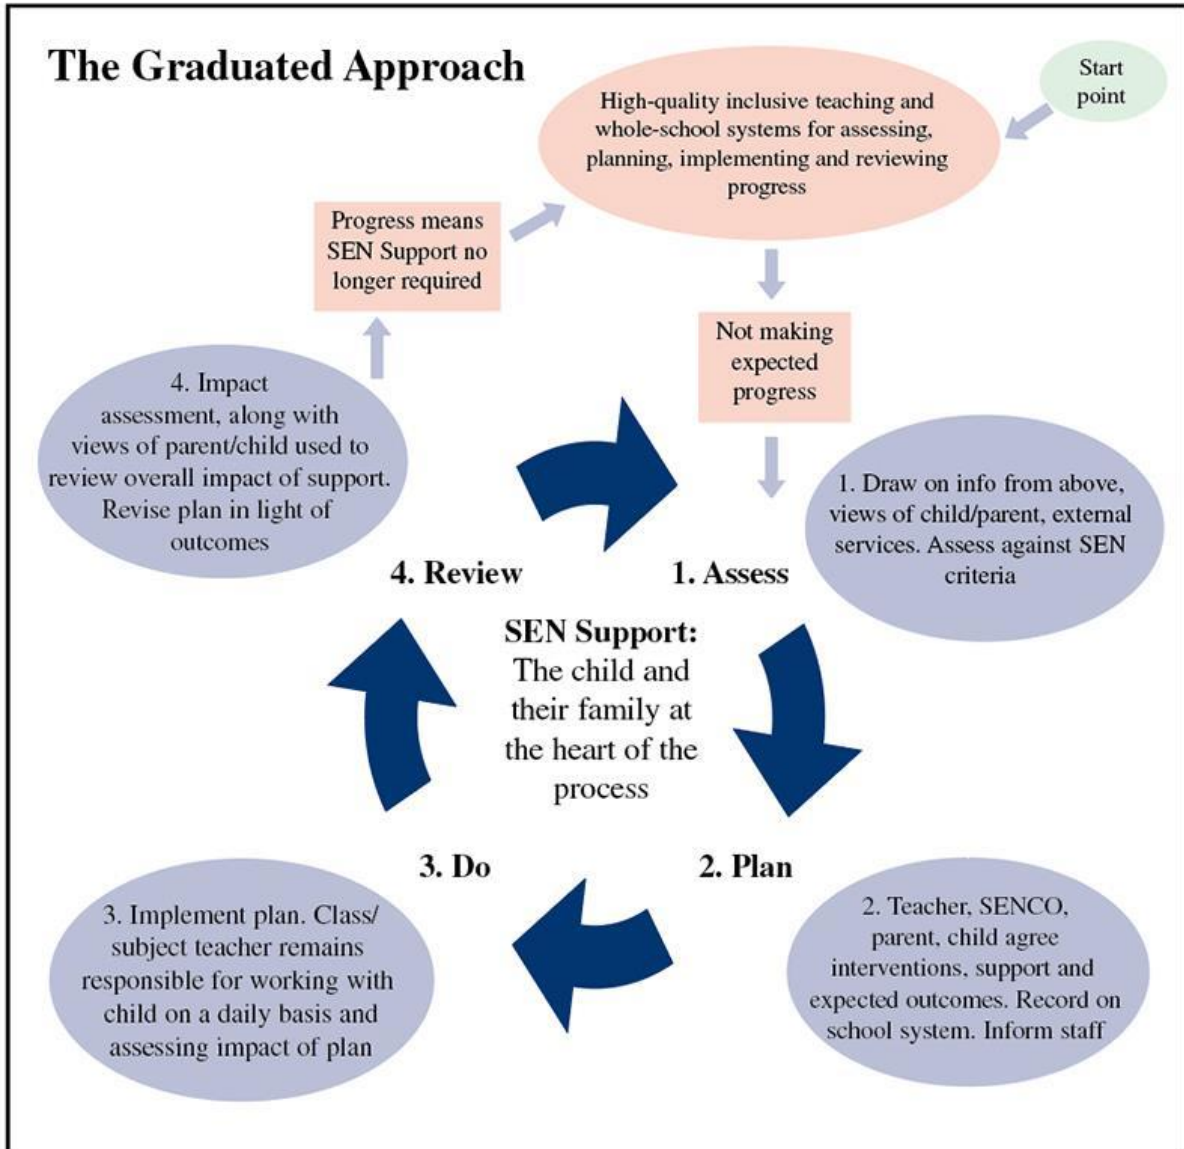 The Graduated Approach
Start
point
High-quality inclusive teaching and
whole-school systems for assessing,
planning, implementing and reviewing
progress
Progress means
SEN Support no
longer required
Not making
expected
progress
4. Impact
assessment, along with
views of parent/child used to
review overall impact of support.
Revise plan in light of
outcomes
1. Draw on info from above,
views of child/parent, external
services. Assess against SEN
criteria
4. Review
1. Assess
SEN Support:
The child and
their family at
the heart of the
process
3. Do
2. Plan
3. Implement plan. Class/
subject teacher remains
responsible for working with
child on a daily basis and
assessing impact of plan
2. Teacher, SENCO,
parent, child agree
interventions, support and
expected outcomes. Record on
school system. Inform staff